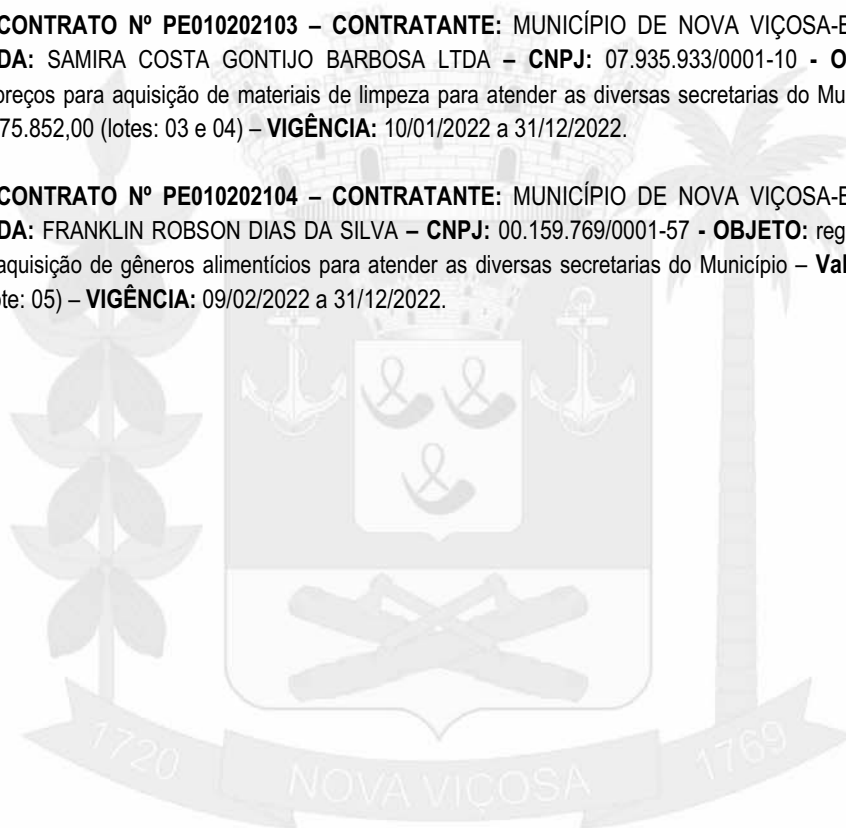 CONTRATO Nº PE010202103 – CONTRATANTE: MUNICÍPIO DE NOVA VIÇOSA-
DA: SAMIRA COSTA GONTIJO BARBOSA LTDA – CNPJ: 07.935.933/0001-10 - O
preços para aquisição de materiais de limpeza para atender as diversas secretarias do Mu
75.852,00 (lotes: 03 e 04) – VIGÊNCIA: 10/01/2022 a 31/12/2022.
CONTRATO Nº PE010202104 – CONTRATANTE: MUNICÍPIO DE NOVA VIÇOSA-
DA: FRANKLIN ROBSON DIAS DA SILVA – CNPJ: 00.159.769/0001-57 - OBJETO: reg
aquisição de gêneros alimentícios para atender as diversas secretarias do Município – Val
ote: 05) – VIGÊNCIA: 09/02/2022 a 31/12/2022.
1720 NOVA VIÇOSA 1769